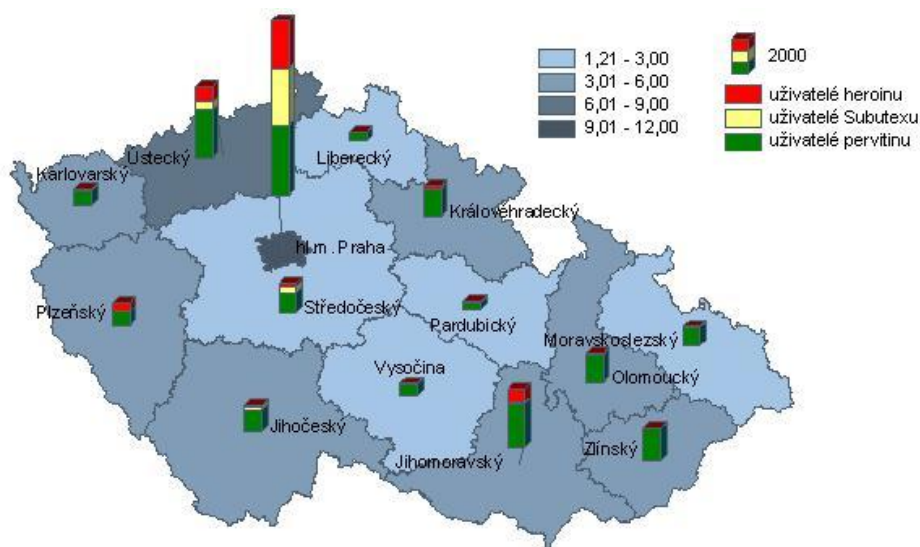 1,21 - 3,00
3,01 - 6,00
6,01 - 9,00
9,01 - 12,00
2000
uživatelé heroinu
uživatelé Subutexu
uživatelé pervitinu
Ústecký
Liberecký
Karlovarský
Královéhradecký
hl.m. Praha
Plzeňský
Středočeský
Pardubický
Moravskoslezský
Vysočina
Olomoucký
Jihočeský
Jihomoravský
Zlínský